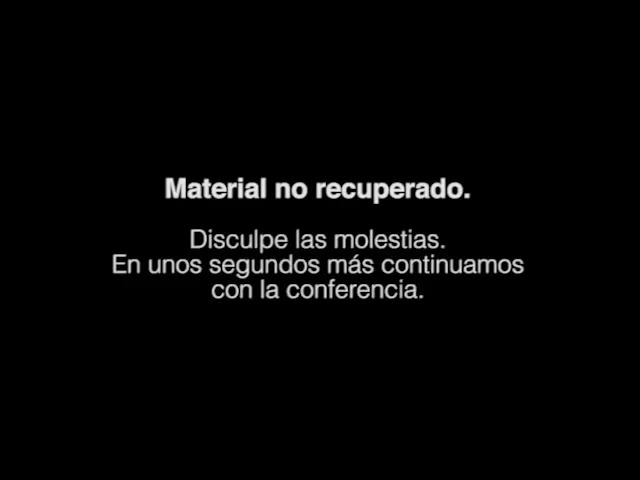 Material no recuperado.
Disculpe las molestias.
En unos segundos más continuamos
con la conferencia.